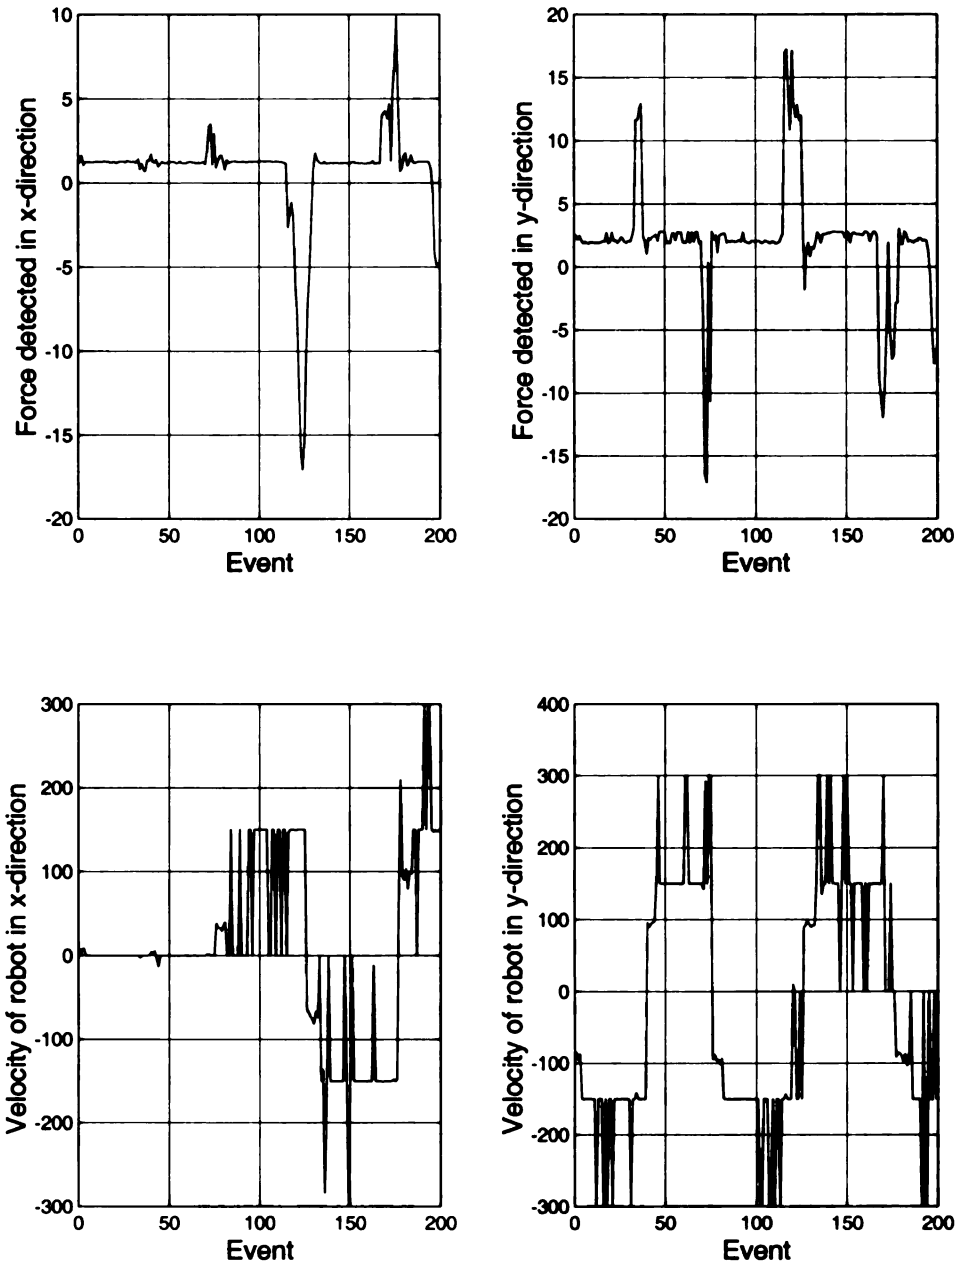 Force detected in x-direction
10
5
0
-5
-10
-15
-20
0 50 100 150 200
Event
Force detected in y-direction
20
15
10
5
0
-5
-10
-15
-20
0 50 100 150 200
Event
Velocity of robot in x-direction
300
200
100
0
-100
-200
-300
0 50 100 150 200
Event
Velocity of robot in y-direction
400
300
200
100
0
-100
-200
-300
0 50 100 150 200
Event